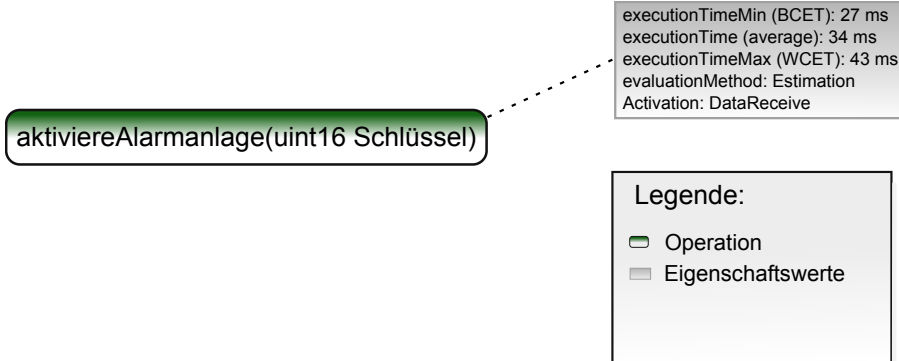 executionTimeMin (BCET): 27 ms
executionTime (average): 34 ms
executionTimeMax (WCET): 43 ms
evaluationMethod: Estimation
Activation: DataReceive
aktiviereAlarmanlage(uint16 Schlüssel)
Legende:
Operation
Eigenschaftswerte